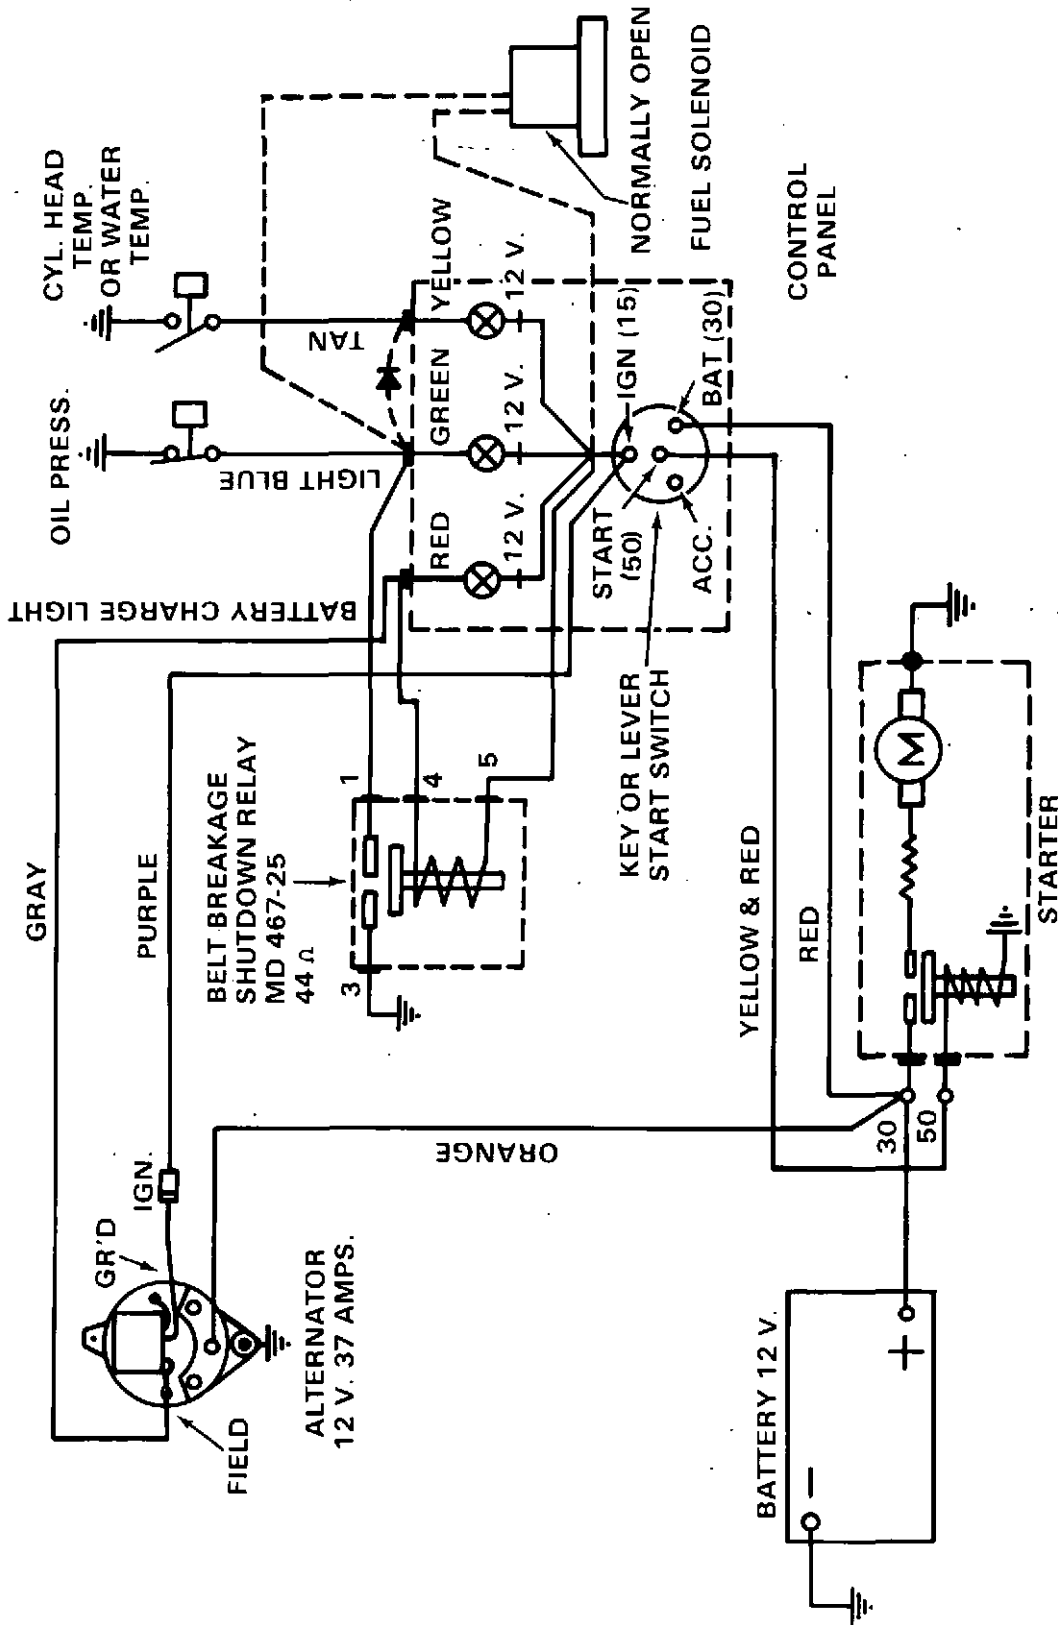 CYL. HEAD
TEMP.
OR WATER
TEMP.
OIL PRESS.
BATTERY CHARGE LIGHT
LIGHT BLUE
TAN
RED
GREEN
YELLOW
12 V.
12 V.
12 V.
NORMALLY OPEN
FUEL SOLENOID
CONTROL
PANEL
IGN (15)
BAT (30)
START
(50)
ACC.
KEY OR LEVER
START SWITCH
GRAY
PURPLE
BELT BREAKAGE
SHUTDOWN RELAY
MD 467-25
44 Ω
1
4
5
3
YELLOW & RED
RED
ORANGE
IGN.
GR'D
FIELD
ALTERNATOR
12 V. 37 AMPS.
M
STARTER
30
50
BATTERY 12 V.
+
−